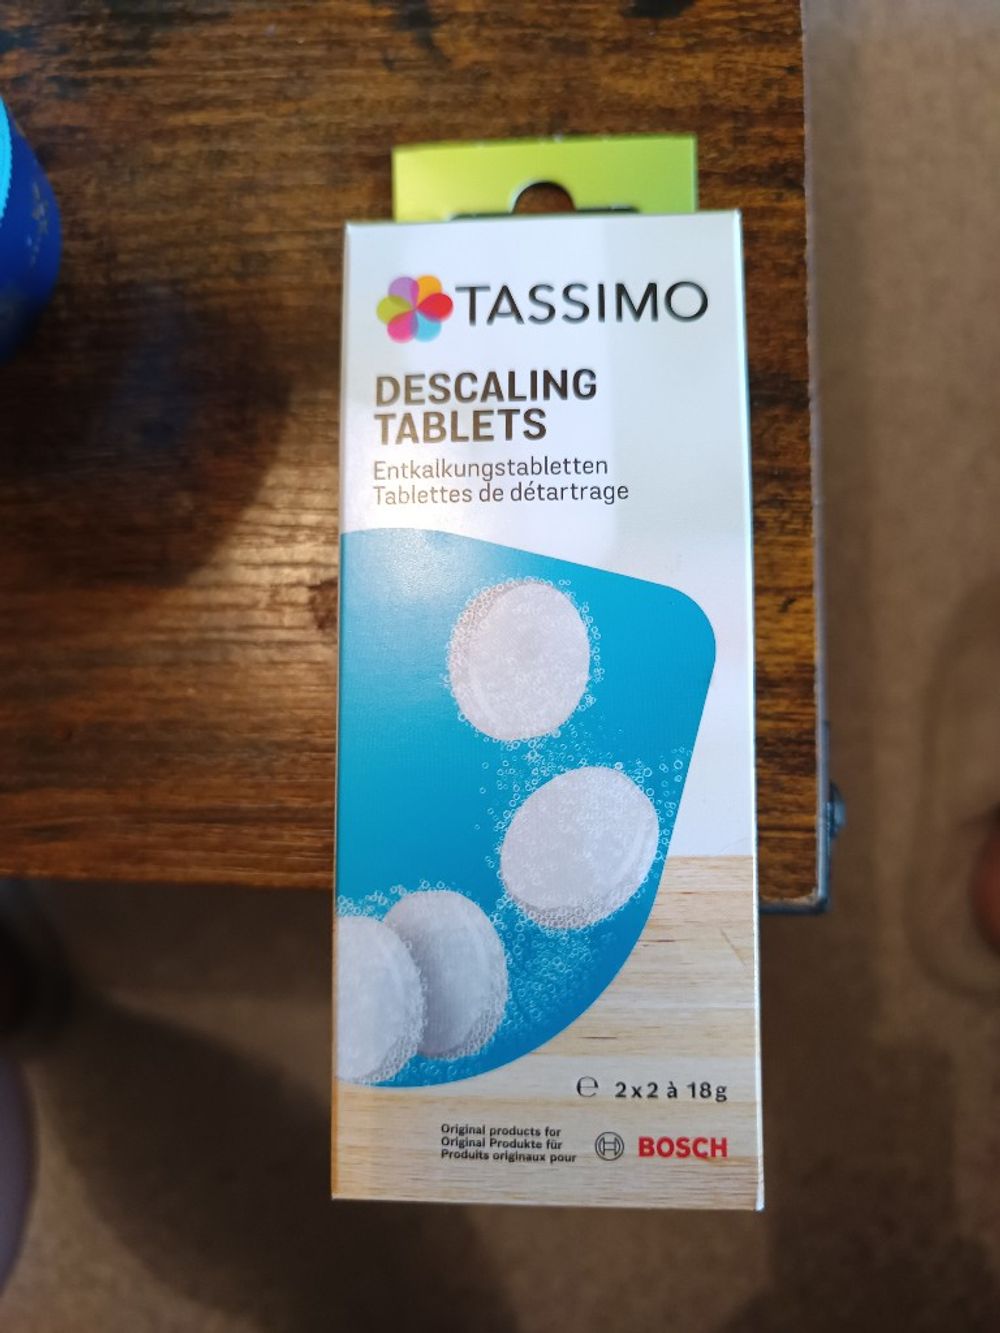 TASSIMO
DESCALING
TABLETS
Entkalkungstabletten
Tablettes de détartrage
℮ 2x2 à 18g
Original products for
Original Produkte für
Produits originaux pour
BOSCH